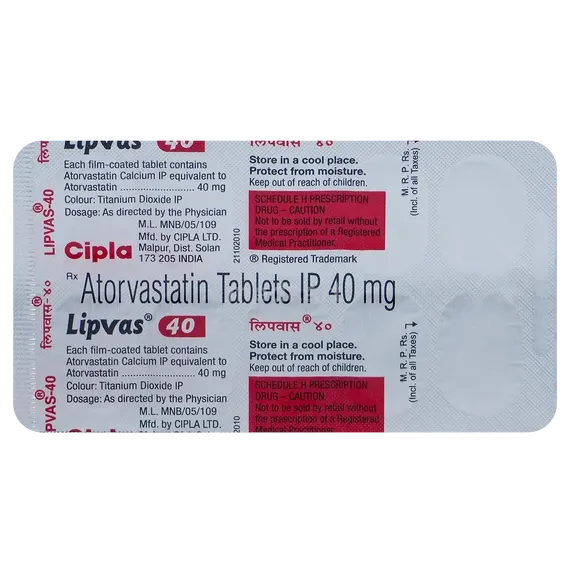 Lipvas 40
Each film-coated tablet contains
Atorvastatin Calcium IP equivalent to
Atorvastatin .................... 40 mg
Colour: Titanium Dioxide IP
Dosage: As directed by the Physician
M.L. MNB/05/109
Mfd. by CIPLA LTD.
Malpur, Dist. Solan
173 205 INDIA
Cipla
21102010
लिपवास ४०
Store in a cool place.
Protect from moisture.
Keep out of reach of children.
SCHEDULE H PRESCRIPTION
DRUG – CAUTION
Not to be sold by retail without
the prescription of a Registered
Medical Practitioner.
® Registered Trademark
M. R. P. Rs.
(Incl. of all Taxes)
LIPVAS-40®
लिपवास-४०®
Rx Atorvastatin Tablets IP 40 mg
Lipvas® 40
Each film-coated tablet contains
Atorvastatin Calcium IP equivalent to
Atorvastatin .................... 40 mg
Colour: Titanium Dioxide IP
Dosage: As directed by the Physician
M.L. MNB/05/109
Mfd. by CIPLA LTD.
2010
लिपवास® ४०
Store in a cool place.
Protect from moisture.
Keep out of reach of children.
SCHEDULE H PRESCRIPTION
DRUG – CAUTION
Not to be sold by retail without
the prescription of a Registered
Medical Practitioner.
M. R. P. Rs.
(Incl. of all Taxes)
PVAS-40®